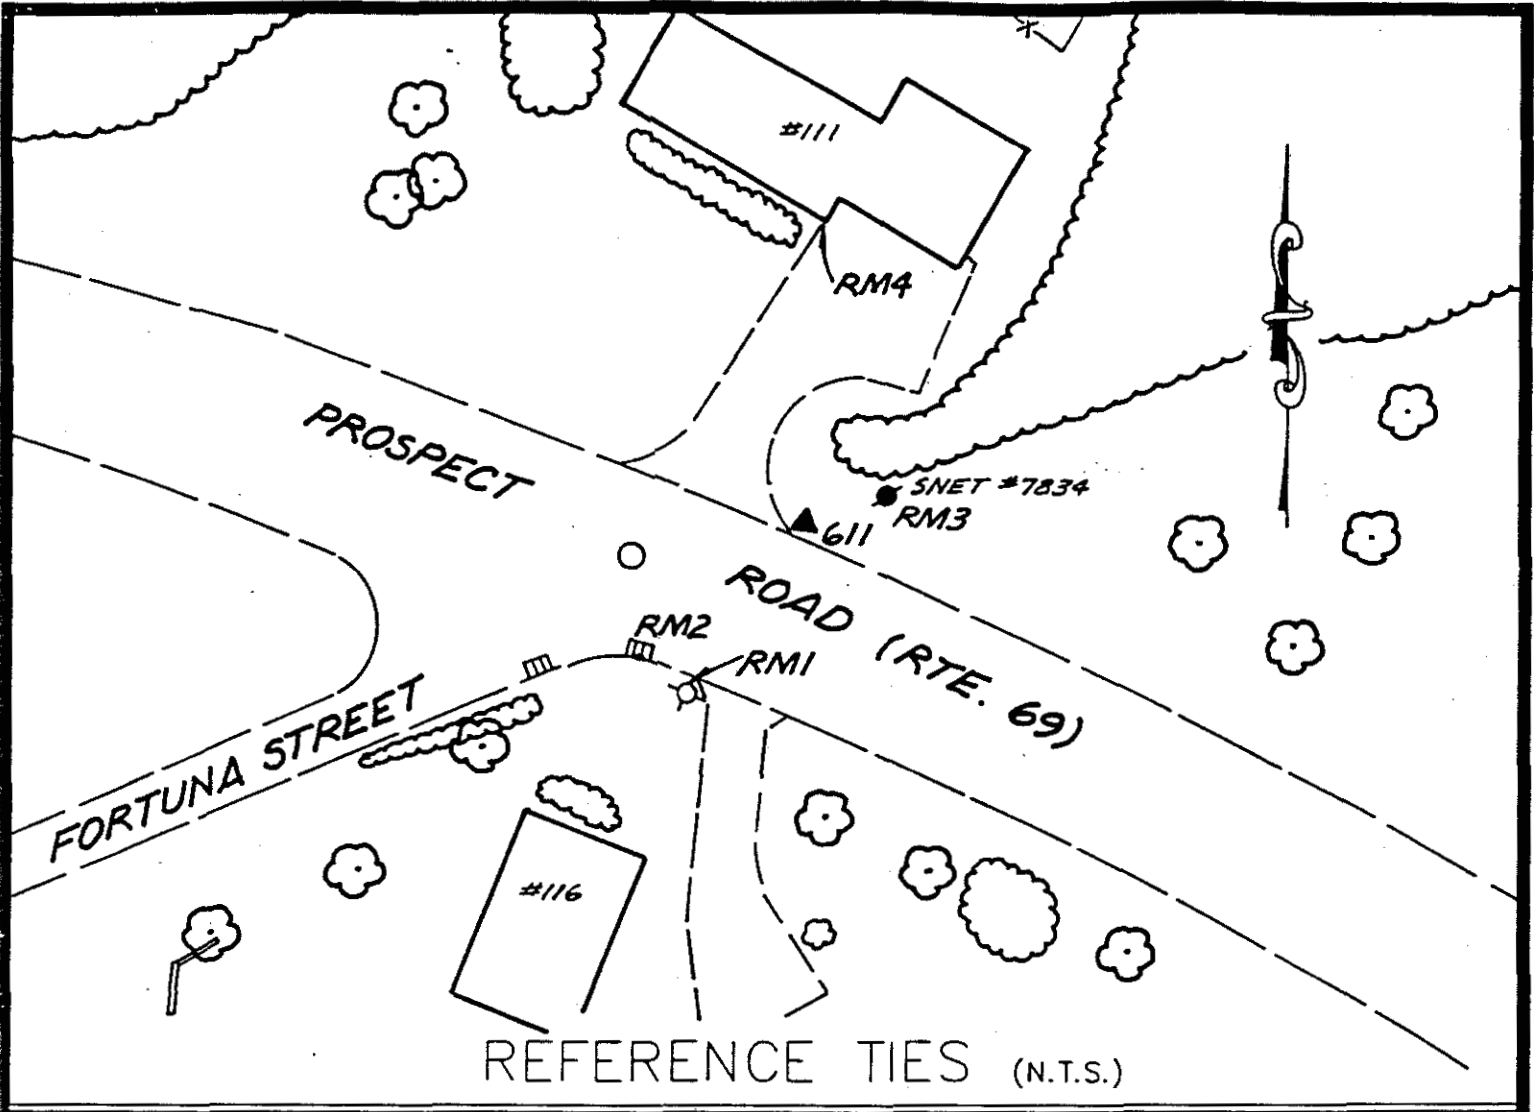 #111
RM4
PROSPECT
SNET #7834
RM3
611
ROAD (RTE. 69)
RM2
RM1
FORTUNA STREET
#116
REFERENCE TIES (N.T.S.)